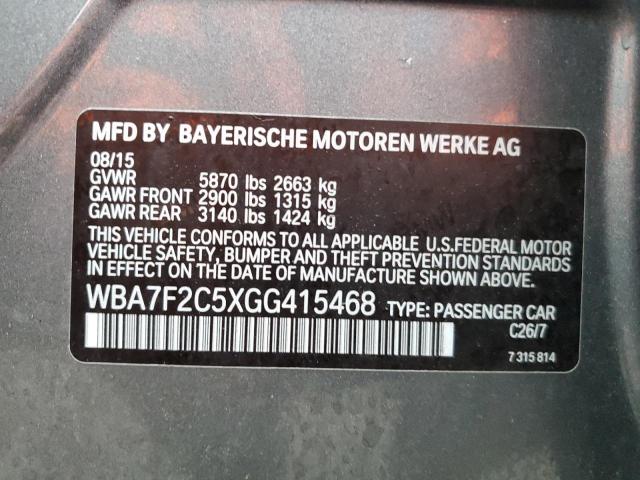 MFD BY BAYERISCHE MOTOREN WERKE AG
08/15
GVWR 5870 lbs 2663 kg
GAWR FRONT 2900 lbs 1315 kg
GAWR REAR 3140 lbs 1424 kg
THIS VEHICLE CONFORMS TO ALL APPLICABLE U.S.FEDERAL MOTOR
VEHICLE SAFETY, BUMPER AND THEFT PREVENTION STANDARDS
IN EFFECT ON THE DATE OF MANUFACTURE SHOWN ABOVE.
WBA7F2C5XGG415468 TYPE: PASSENGER CAR
C26/7
7 315 814